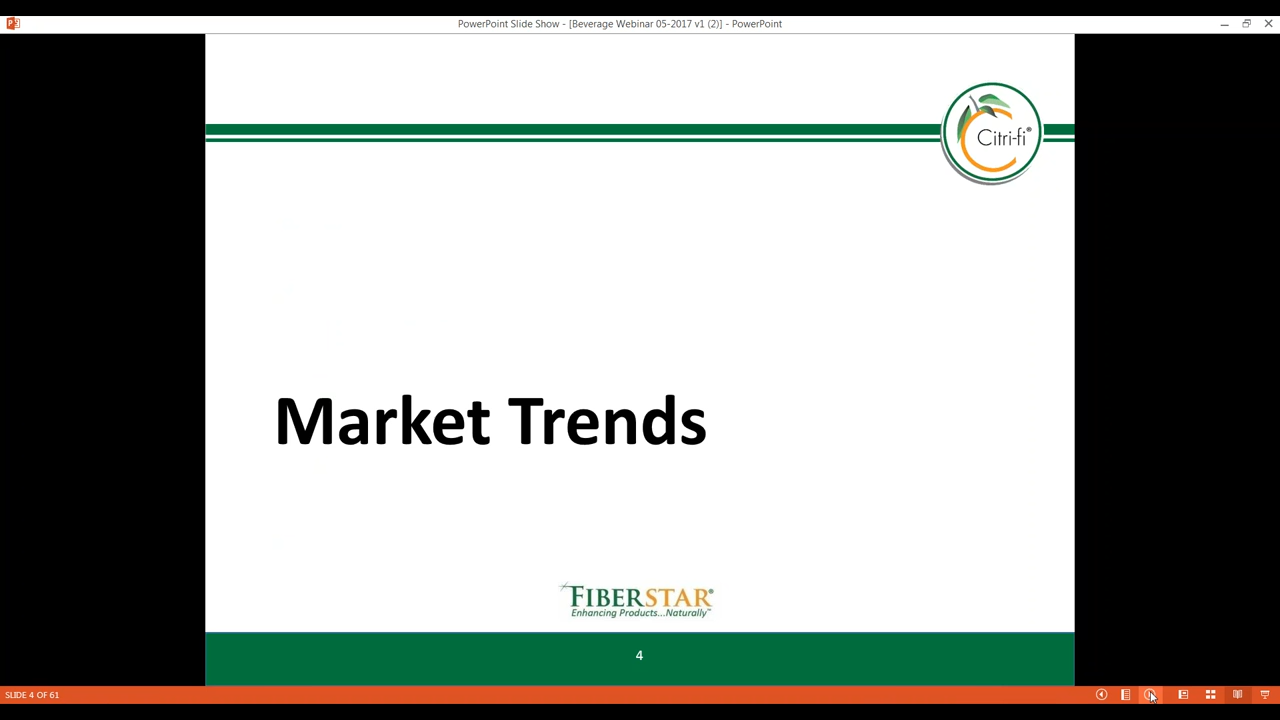 PowerPoint Slide Show - [Beverage Webinar 05-2017 v1 (2)] - PowerPoint
Citri-fi®
Market Trends
FIBERSTAR®
Enhancing Products...Naturally™
4
SLIDE 4 OF 61